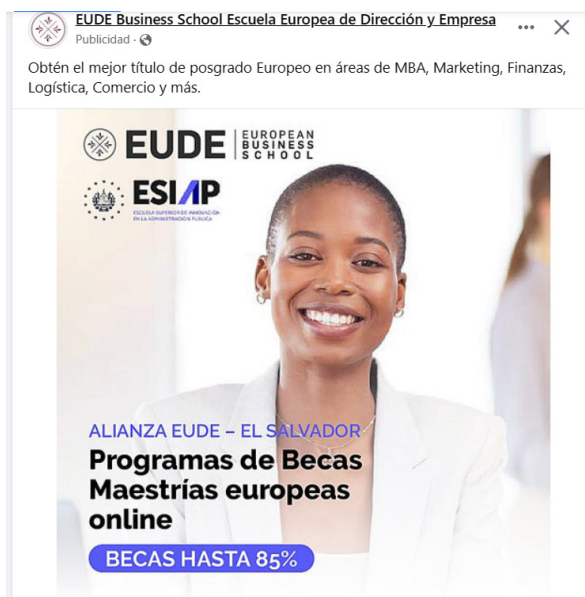 EUDE Business School Escuela Europea de Dirección y Empresa
Publicidad ·
Obtén el mejor título de posgrado Europeo en áreas de MBA, Marketing, Finanzas,
Logística, Comercio y más.
EUDE EUROPEAN
BUSINESS
SCHOOL
ESIAP
ESCUELA SUPERIOR DE INNOVACIÓN
EN LA ADMINISTRACIÓN PÚBLICA
ALIANZA EUDE – EL SALVADOR
Programas de Becas
Maestrías europeas
online
BECAS HASTA 85%